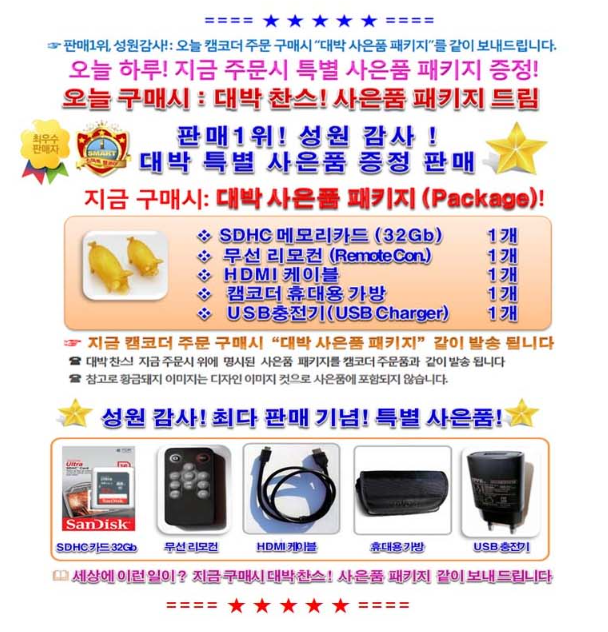 ==== ★ ★ ★ ★ ★ ====
☞ 판매1위, 성원감사! : 오늘 캠코더 주문 구매시 “대박 사은품 패키지”를 같이 보내드립니다.
오늘 하루! 지금 주문시 특별 사은품 패키지 증정!
오늘 구매시 : 대박 찬스! 사은품 패키지 드림
최우수
판매자
SMART
판매1위! 성원 감사 !
대박 특별 사은품 증정 판매
지금 구매시: 대박 사은품 패키지 (Package)!
❖ SDHC 메모리카드 (32Gb) 1개
❖ 무선 리모컨 (Remote Con.) 1개
❖ HDMI 케이블 1개
❖ 캠코더 휴대용 가방 1개
❖ USB충전기(USB Charger) 1개
☞ 지금 캠코더 주문 구매시 “대박 사은품 패키지” 같이 발송 됩니다
☎ 대박 찬스! 지금 주문시 위에 명시된 사은품 패키지를 캠코더 주문품과 같이 발송 됩니다
☎ 참고로 황금돼지 이미지는 디자인 이미지 컷으로 사은품에 포함되지 않습니다.
성원 감사! 최다 판매 기념! 특별 사은품!
Ultra
SanDisk
SDHC 카드 32Gb
무선 리모컨
HDMI 케이블
휴대용 가방
USB 충전기
세상에 이런 일이? 지금 구매시 대박 찬스! 사은품 패키지 같이 보내드립니다
==== ★ ★ ★ ★ ★ ====